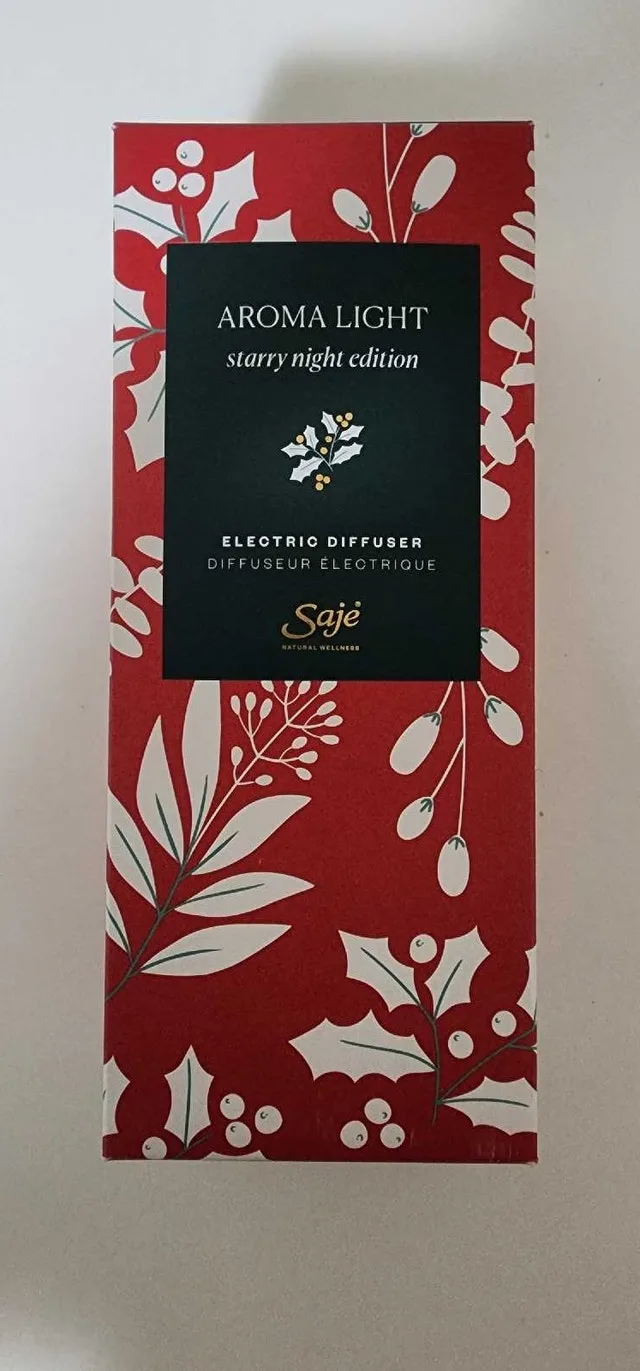 AROMA LIGHT
starry night edition
ELECTRIC DIFFUSER
DIFFUSEUR ÉLECTRIQUE
Saje
NATURAL WELLNESS